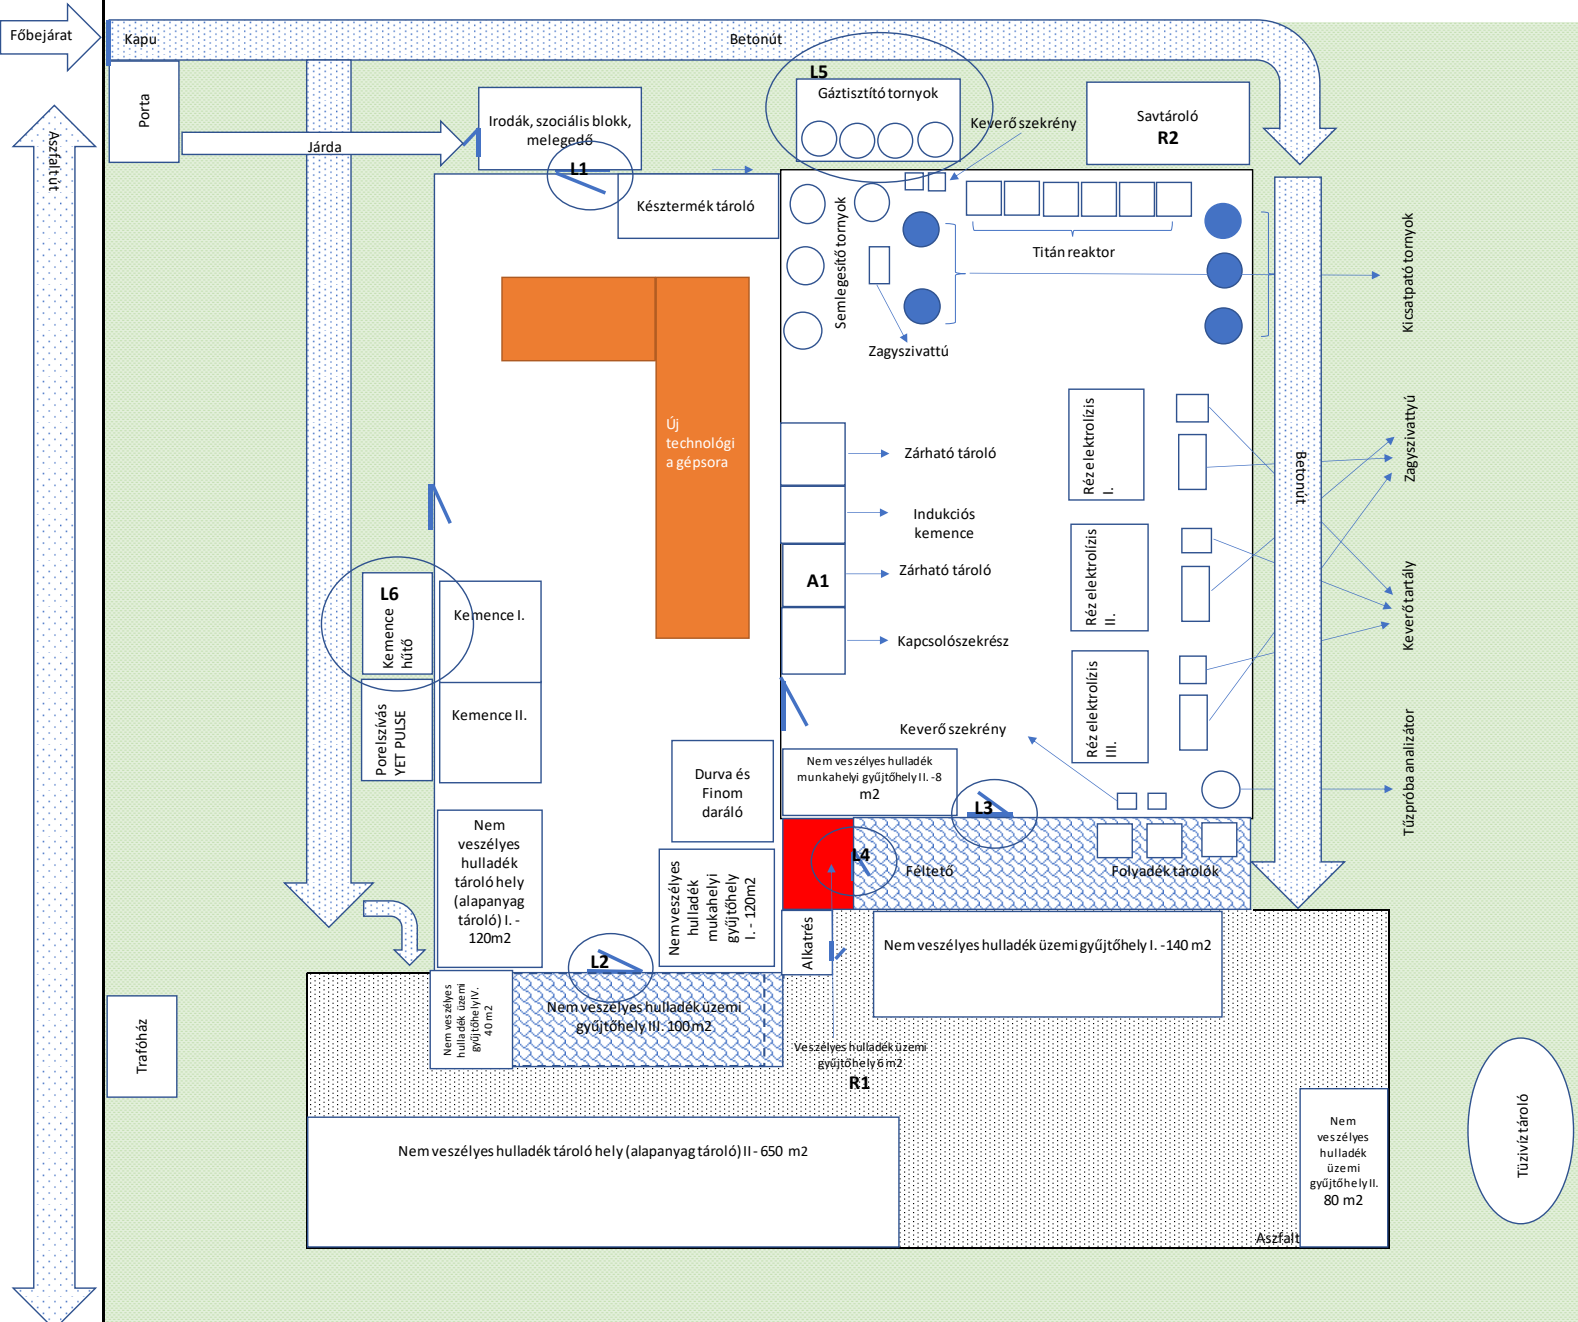 Főbejárat
Kapu
Betonút
Porta
Aszfalt út
Járda
Irodák, szociális blokk,
melegedő
L1
L5
Gáztisztító tornyok
Keverő szekrény
Savtároló
R2
Késztermék tároló
Semlegesítő tornyok
Titán reaktor
Zagyszivattú
Kicsatpató tornyok
Új
technológi
a gépsora
Zárható tároló
Indukciós
kemence
A1
Zárható tároló
Kapcsolószekrész
Réz elektrolízis
I.
Réz elektrolízis
II.
Réz elektrolízis
III.
Betonút
Zagyszivattyú
Keverő tartály
Tűzpróba analizátor
L6
Kemence
hűtő
Kemence I.
Kemence II.
Porelszívás
YET PULSE
Keverő szekrény
Durva és
Finom
daráló
Nem veszélyes hulladék
munkahelyi gyűjtőhely II. -8
m2
L3
L4
Féltető
Folyadék tárolók
Nem
veszélyes
hulladék
tároló hely
(alapanyag
tároló) I. -
120m2
Nem veszélyes
hulladék
mukahelyi
gyűjtőhely
I. - 120m2
Alkatrés
Nem veszélyes hulladék üzemi gyűjtőhely I. -140 m2
L2
Nem veszélyes
hulladék üzemi
gyűjtőhely IV.
40 m2
Nem veszélyes hulladék üzemi
gyűjtőhely III. 100m2
Veszélyes hulladék üzemi
gyűjtőhely 6 m2
R1
Trafóház
Nem veszélyes hulladék tároló hely (alapanyag tároló) II - 650 m2
Nem
veszélyes
hulladék
üzemi
gyűjtőhely II.
80 m2
Aszfalt
Tüzivíz tároló